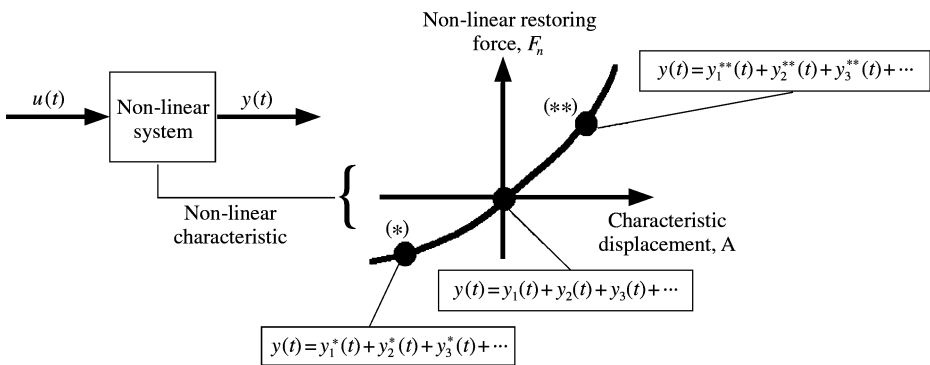 Non-linear restoring
force, Fₙ
y(t) = y₁**(t) + y₂**(t) + y₃**(t) + ···
u(t)
y(t)
Non-linear
system
(**)
Non-linear
characteristic
(*)
Characteristic
displacement, A
y(t) = y₁(t) + y₂(t) + y₃(t) + ···
y(t) = y₁*(t) + y₂*(t) + y₃*(t) + ···